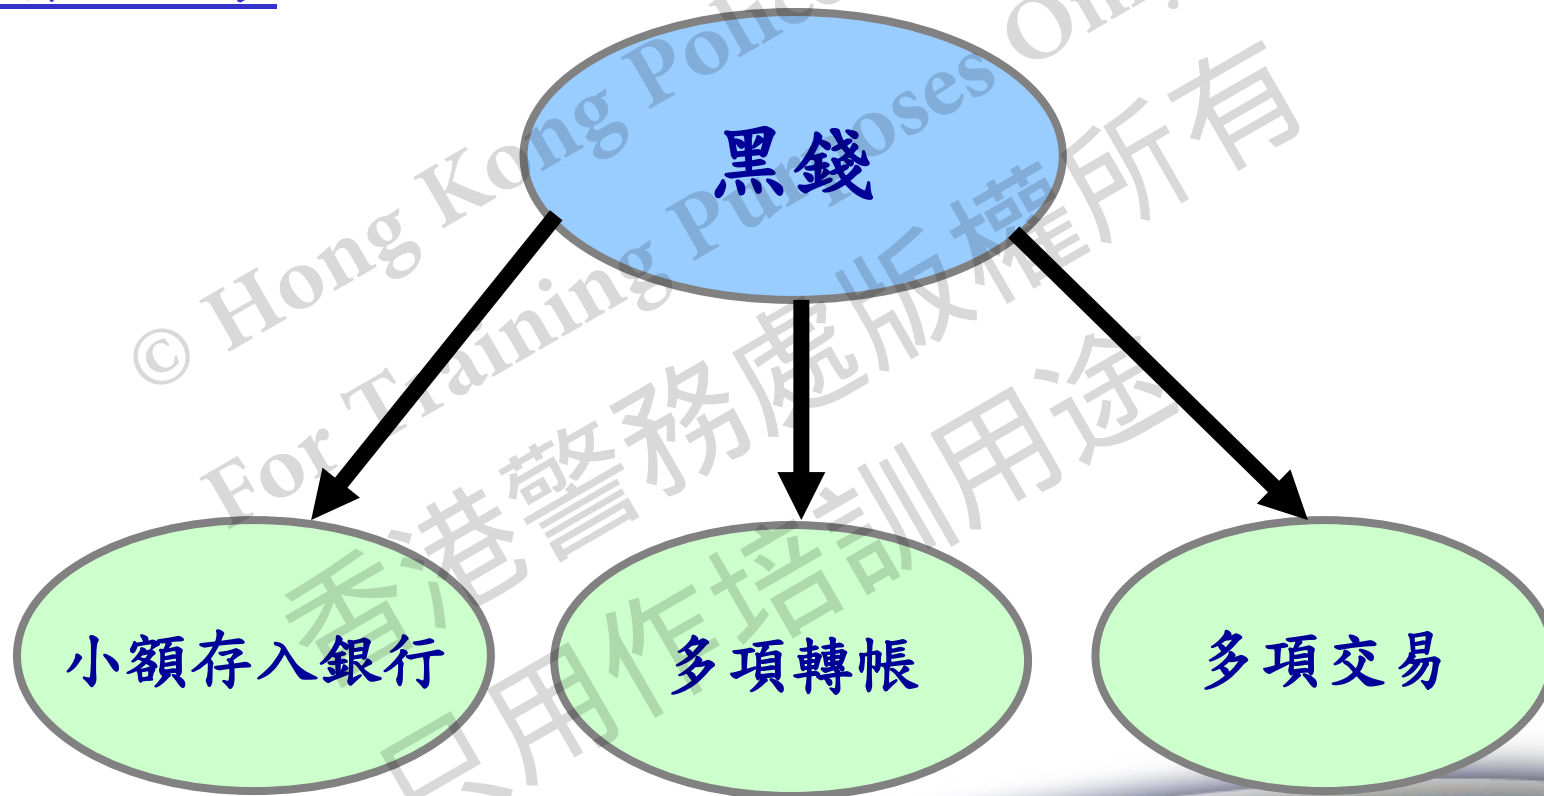 黑錢
小額存入銀行
多項轉帳
多項交易
© Hong Kong Police
For Training Purposes Only
香港警務處版權所有
只用作培訓用途